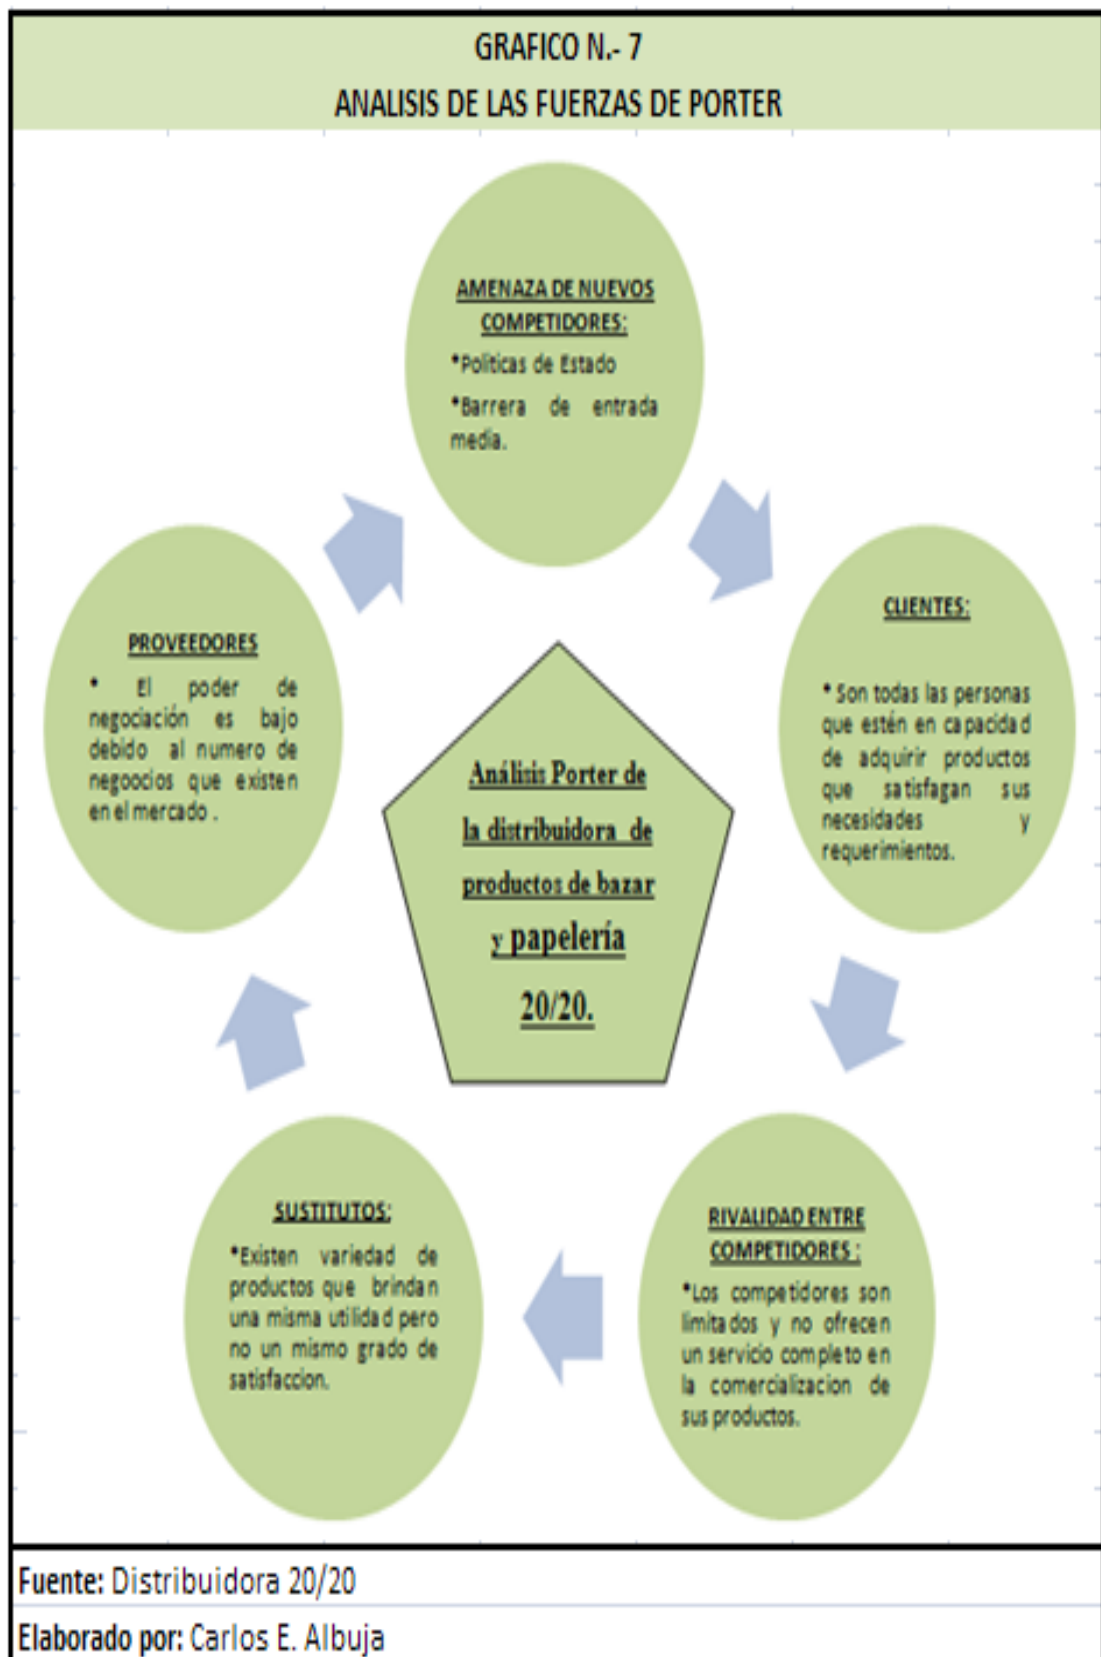 GRAFICO N.- 7
ANALISIS DE LAS FUERZAS DE PORTER
AMENAZA DE NUEVOS
COMPETIDORES:
*Politicas de Estado
*Barrera de entrada
media.
CLIENTES:
* Son todas las personas
que estén en capacidad
de adquirir productos
que satisfagan sus
necesidades y
requerimientos.
PROVEEDORES
* El poder de
negociación es bajo
debido al numero de
negoocios que existen
en el mercado .
Análisis Porter de
la distribuidora de
productos de bazar
y papelería
20/20.
SUSTITUTOS:
*Existen variedad de
productos que brindan
una misma utilidad pero
no un mismo grado de
satisfaccion.
RIVALIDAD ENTRE
COMPETIDORES :
*Los competidores son
limitados y no ofrecen
un servicio completo en
la comercializacion de
sus productos.
Fuente: Distribuidora 20/20
Elaborado por: Carlos E. Albuja